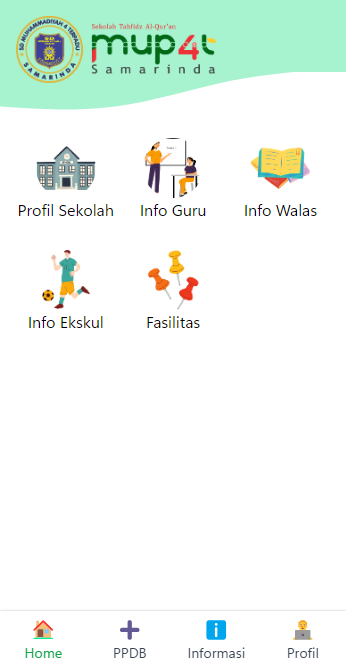 SD MUHAMMADIYAH 4 TERPADU
SAMARINDA
Sekolah Tahfidz Al-Qur'an
mup4t
Samarinda
Profil Sekolah
Info Guru
Info Walas
Info Ekskul
Fasilitas
Home
PPDB
Informasi
Profil